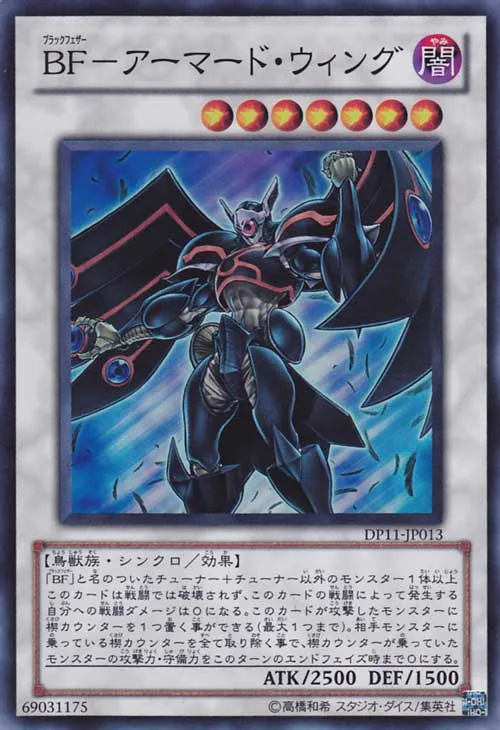 ブラックフェザー
BF－アーマード・ウィング
やみ
闇
DP11-JP013
【鳥獣族・シンクロ／効果】
「BF」と名のついたチューナー＋チューナー以外のモンスター１体以上
このカードは戦闘では破壊されず、このカードの戦闘によって発生する
自分への戦闘ダメージは０になる。このカードが攻撃したモンスターに
楔カウンターを１つ置く事ができる(最大１つまで)。相手モンスターに
乗っている楔カウンターを全て取り除く事で、楔カウンターが乗っていた
モンスターの攻撃力・守備力をこのターンのエンドフェイズ時まで０にする。
ATK/2500 DEF/1500
69031175
©高橋和希 スタジオ・ダイス/集英社